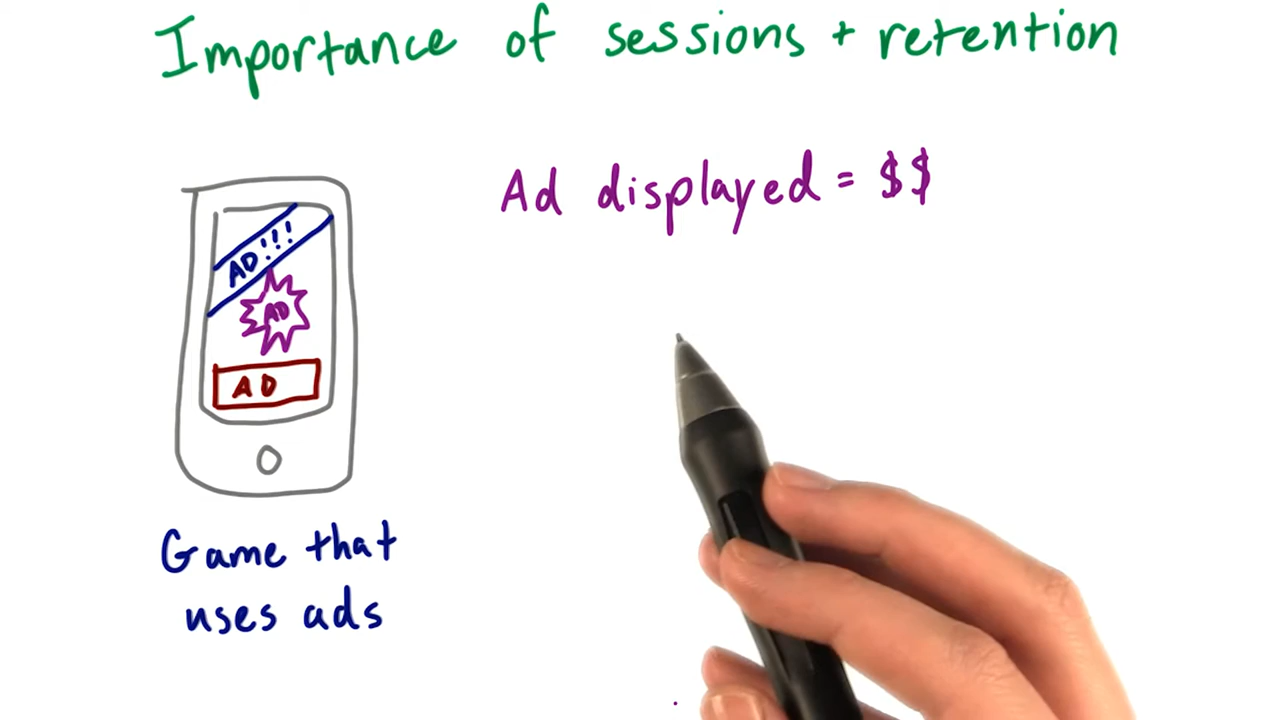 Importance of sessions + retention
Ad displayed = $$
AD!!!
AD
AD
Game that
uses ads